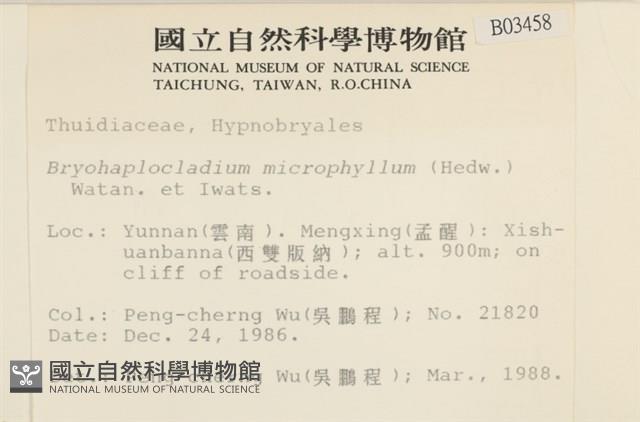 B03458
國立自然科學博物館
NATIONAL MUSEUM OF NATURAL SCIENCE
TAICHUNG, TAIWAN, R.O.CHINA
Thuidiaceae, Hypnobryales
Bryohaplocladium microphyllum (Hedw.)
Watan. et Iwats.
Loc.: Yunnan(雲南). Mengxing(孟醒): Xish-
uanbanna(西雙版納); alt. 900m; on
cliff of roadside.
Col.: Peng-cherng Wu(吳鵬程); No. 21820
Date: Dec. 24, 1986.
Wu(吳鵬程); Mar., 1988.
國立自然科學博物館
NATIONAL MUSEUM OF NATURAL SCIENCE